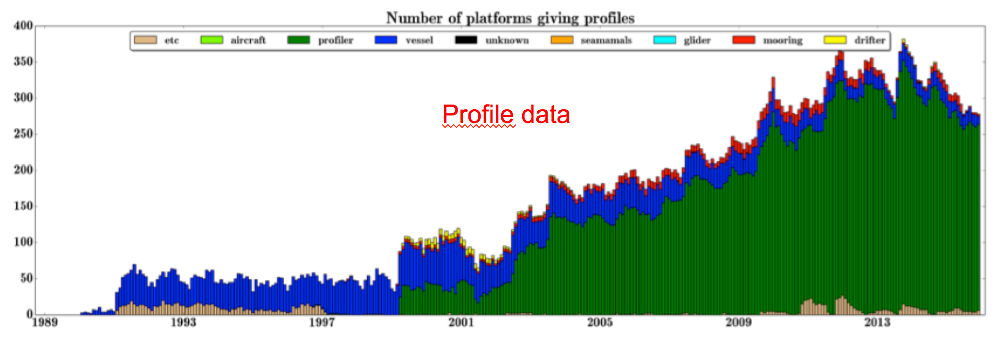 Number of platforms giving profiles
400
etc aircraft profiler vessel unknown seamamals glider mooring drifter
350
300
Profile data
250
200
150
100
50
0
1989 1993 1997 2001 2005 2009 2013